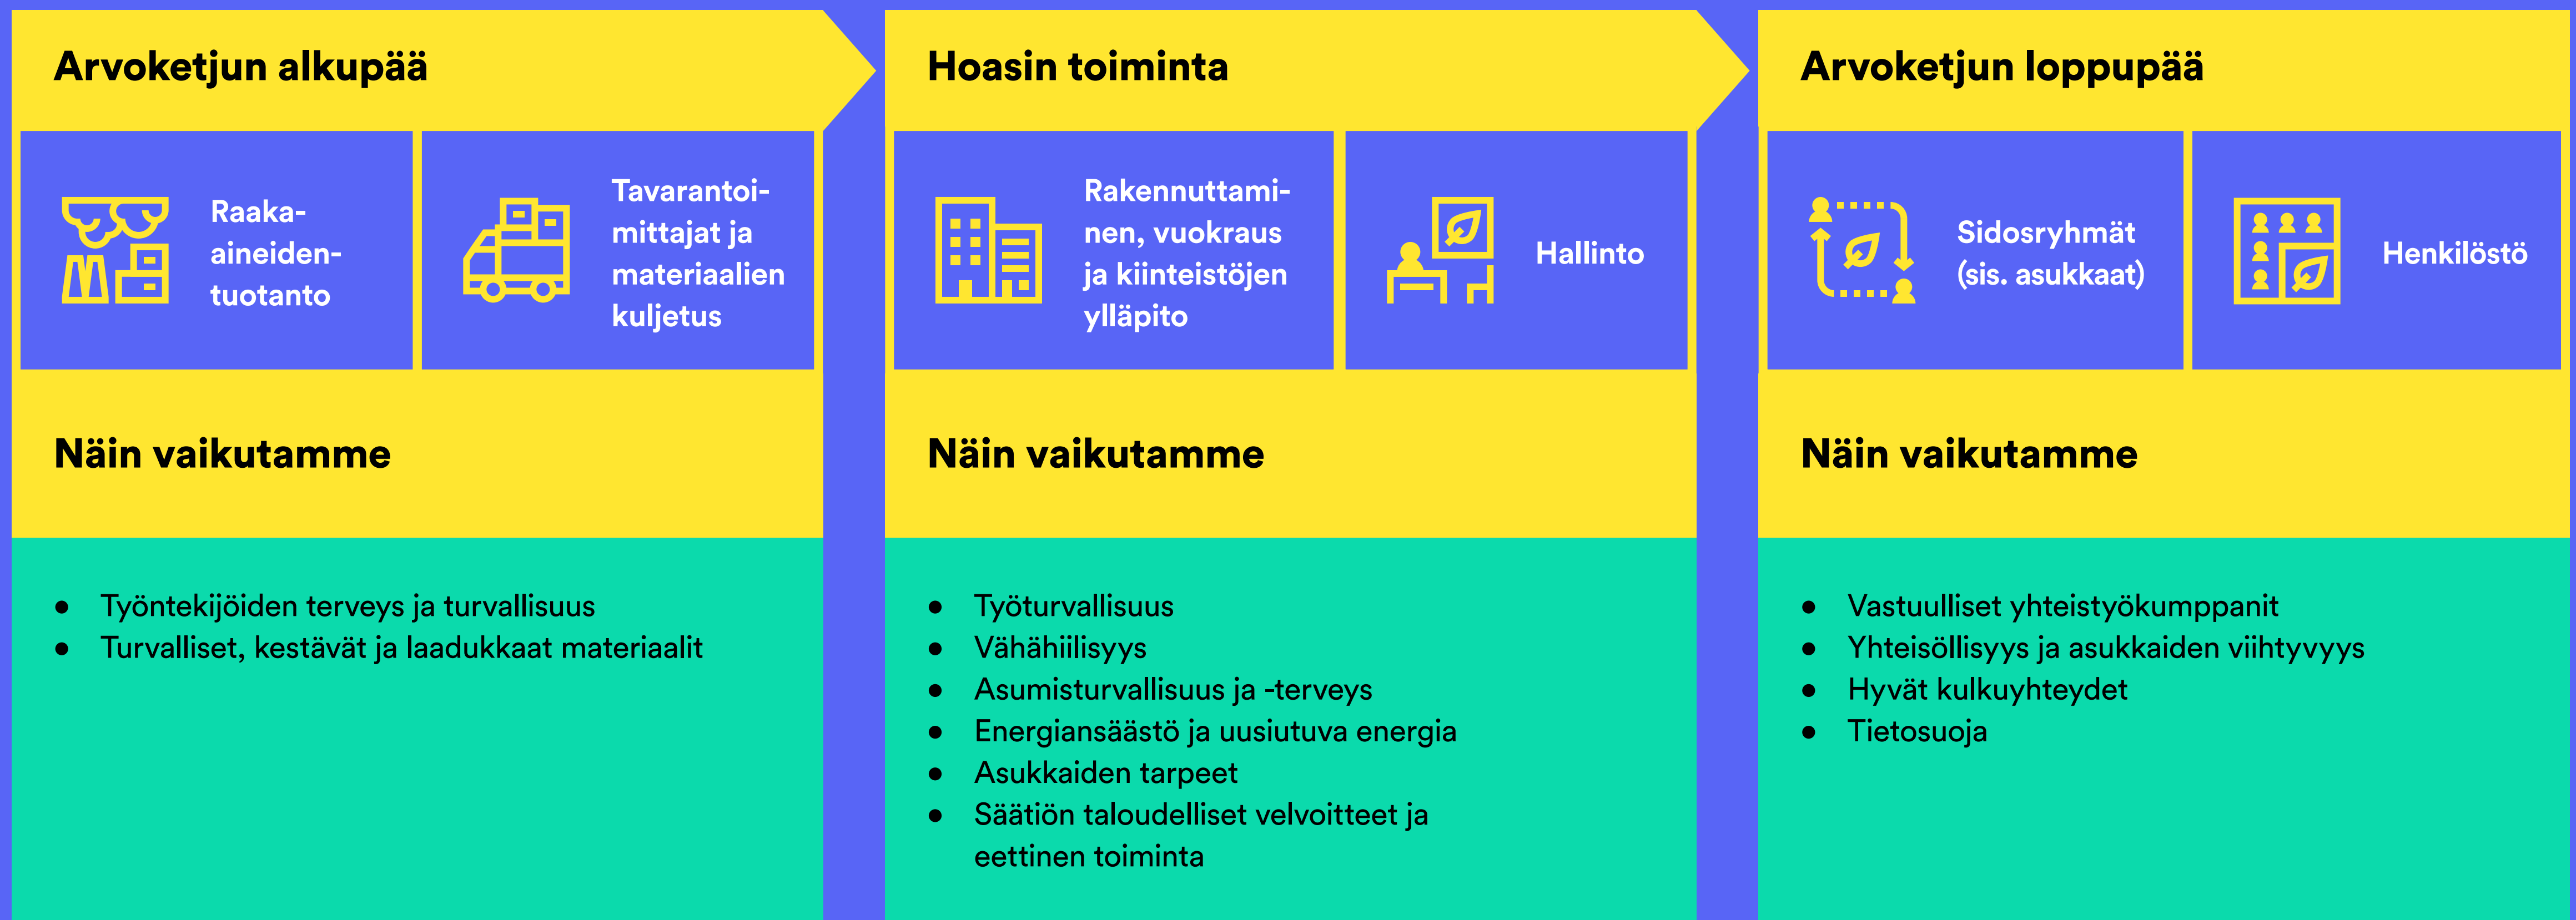 Arvoketjun alkupää
Raaka-
aineiden-
tuotanto
Tavarantoi-
mittajat ja
materiaalien
kuljetus
Näin vaikutamme
● Työntekijöiden terveys ja turvallisuus
● Turvalliset, kestävät ja laadukkaat materiaalit
Hoasin toiminta
Rakennuttami-
nen, vuokraus
ja kiinteistöjen
ylläpito
Hallinto
Näin vaikutamme
● Työturvallisuus
● Vähähiilisyys
● Asumisturvallisuus ja -terveys
● Energiansäästö ja uusiutuva energia
● Asukkaiden tarpeet
● Säätiön taloudelliset velvoitteet ja
eettinen toiminta
Arvoketjun loppupää
Sidosryhmät
(sis. asukkaat)
Henkilöstö
Näin vaikutamme
● Vastuulliset yhteistyökumppanit
● Yhteisöllisyys ja asukkaiden viihtyvyys
● Hyvät kulkuyhteydet
● Tietosuoja